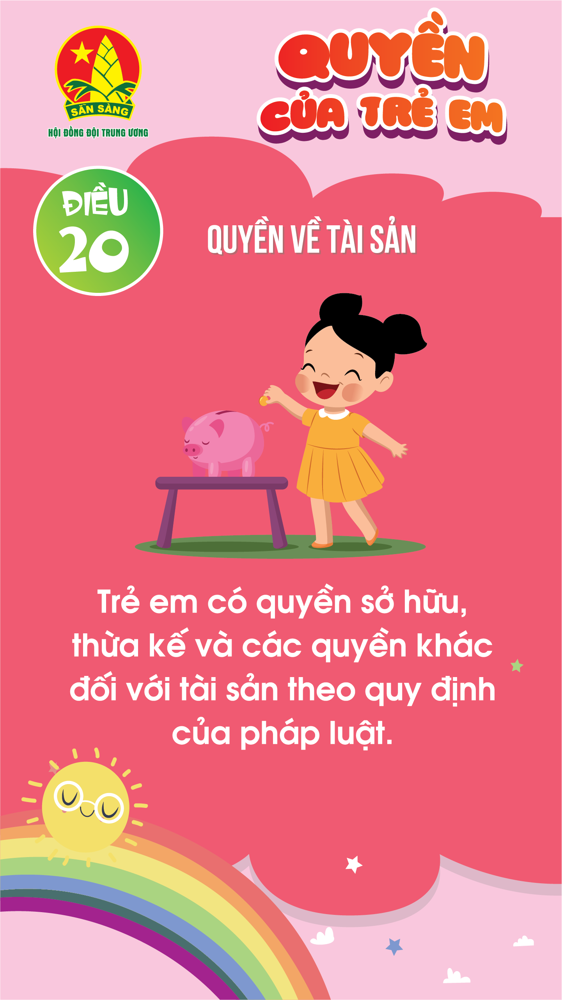 SẴN SÀNG
HỘI ĐỒNG ĐỘI TRUNG ƯƠNG
QUYỀN
CỦA TRẺ EM
ĐIỀU
20
QUYỀN VỀ TÀI SẢN
Trẻ em có quyền sở hữu,
thừa kế và các quyền khác
đối với tài sản theo quy định
của pháp luật.